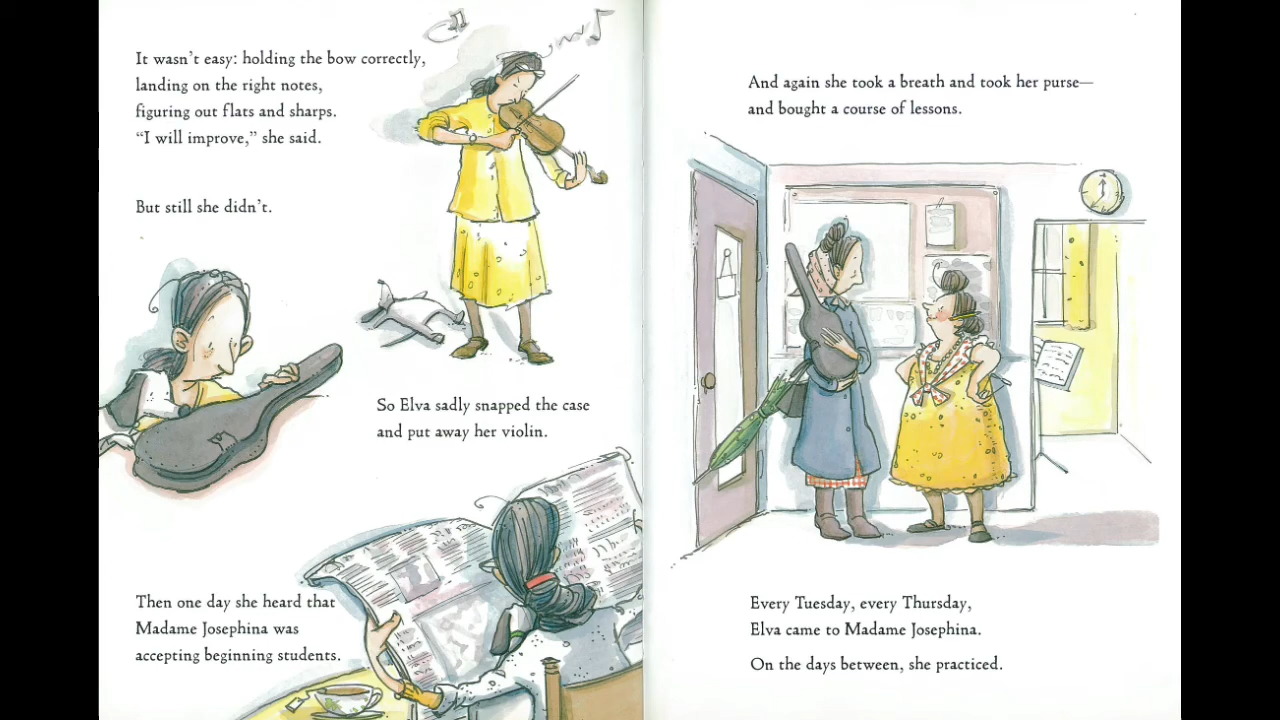 It wasn't easy: holding the bow correctly,
landing on the right notes,
figuring out flats and sharps.
“I will improve,” she said.
But still she didn't.
So Elva sadly snapped the case
and put away her violin.
Then one day she heard that
Madame Josephina was
accepting beginning students.
And again she took a breath and took her purse—
and bought a course of lessons.
Every Tuesday, every Thursday,
Elva came to Madame Josephina.
On the days between, she practiced.